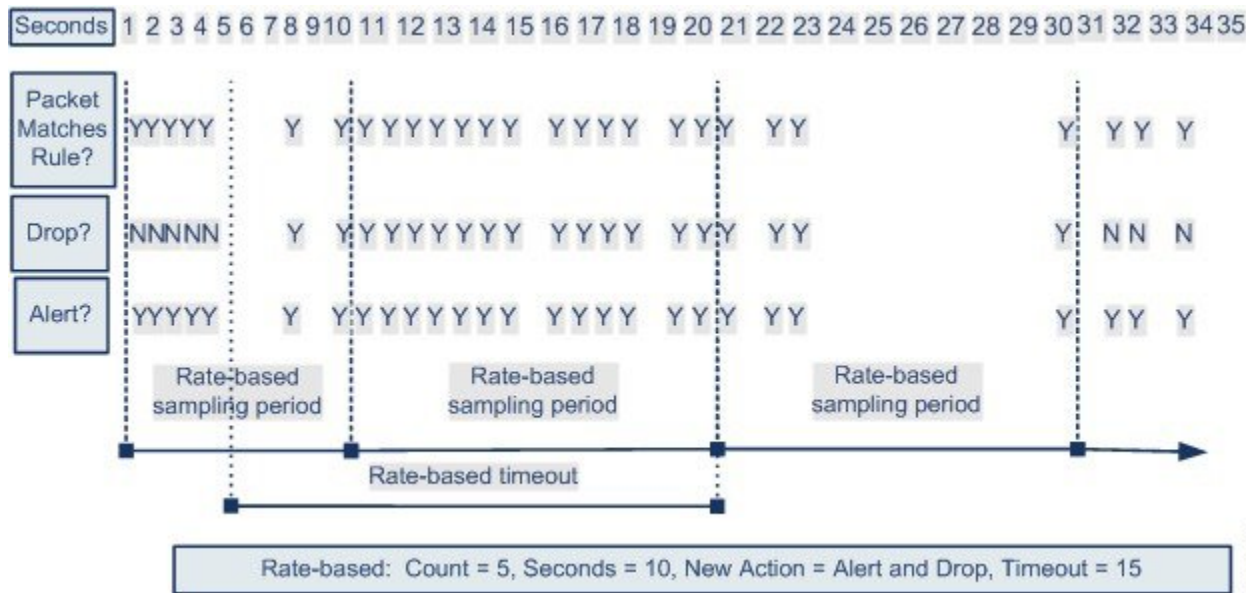 Seconds 1 2 3 4 5 6 7 8 9 10 11 12 13 14 15 16 17 18 19 20 21 22 23 24 25 26 27 28 29 30 31 32 33 34 35
Packet
Matches
Rule?
YYYYY Y Y Y Y Y Y Y Y Y Y Y Y Y Y Y Y Y Y Y Y Y Y
Drop?
NNNNN Y Y Y Y Y Y Y Y Y Y Y Y Y Y Y Y Y Y Y Y N N N
Alert?
YYYYY Y Y Y Y Y Y Y Y Y Y Y Y Y Y Y Y Y Y Y Y Y Y
Rate-based
sampling period
Rate-based
sampling period
Rate-based
sampling period
Rate-based timeout
Rate-based: Count = 5, Seconds = 10, New Action = Alert and Drop, Timeout = 15